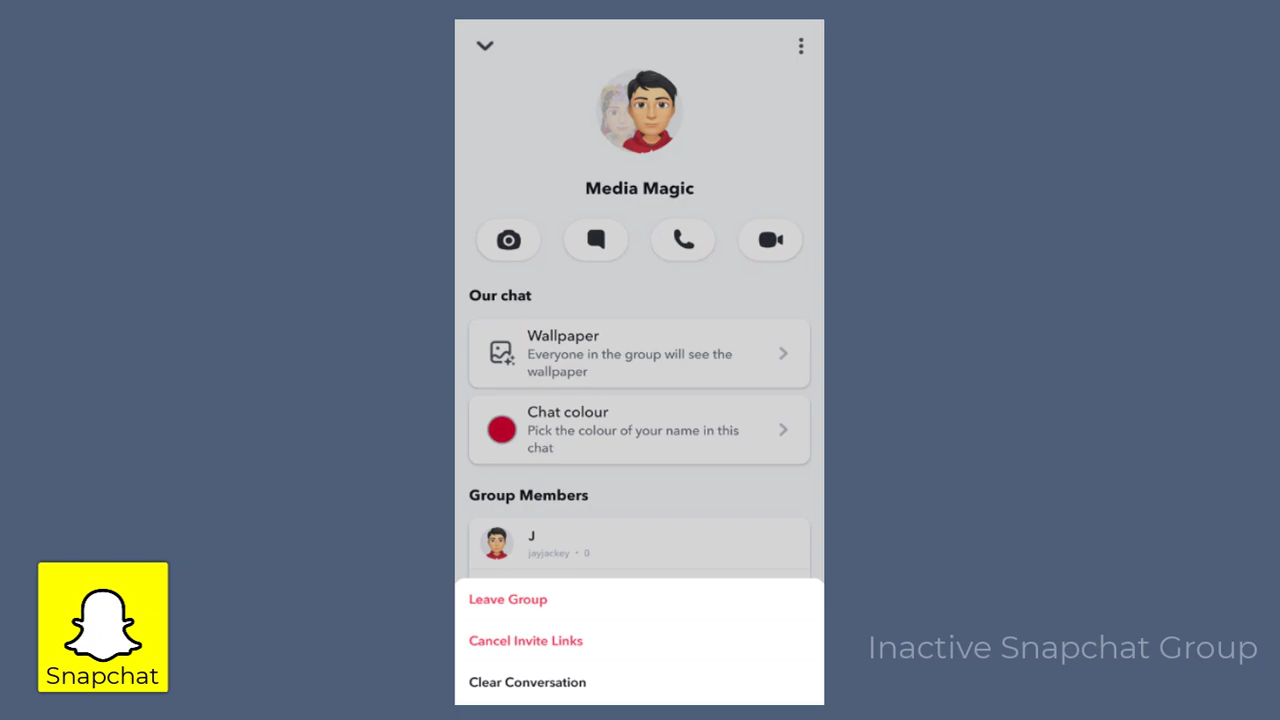 Media Magic
Our chat
Wallpaper
Everyone in the group will see the
wallpaper
Chat colour
Pick the colour of your name in this
chat
Group Members
J
jayjackey • 0
Leave Group
Cancel Invite Links
Clear Conversation
Snapchat
Inactive Snapchat Group